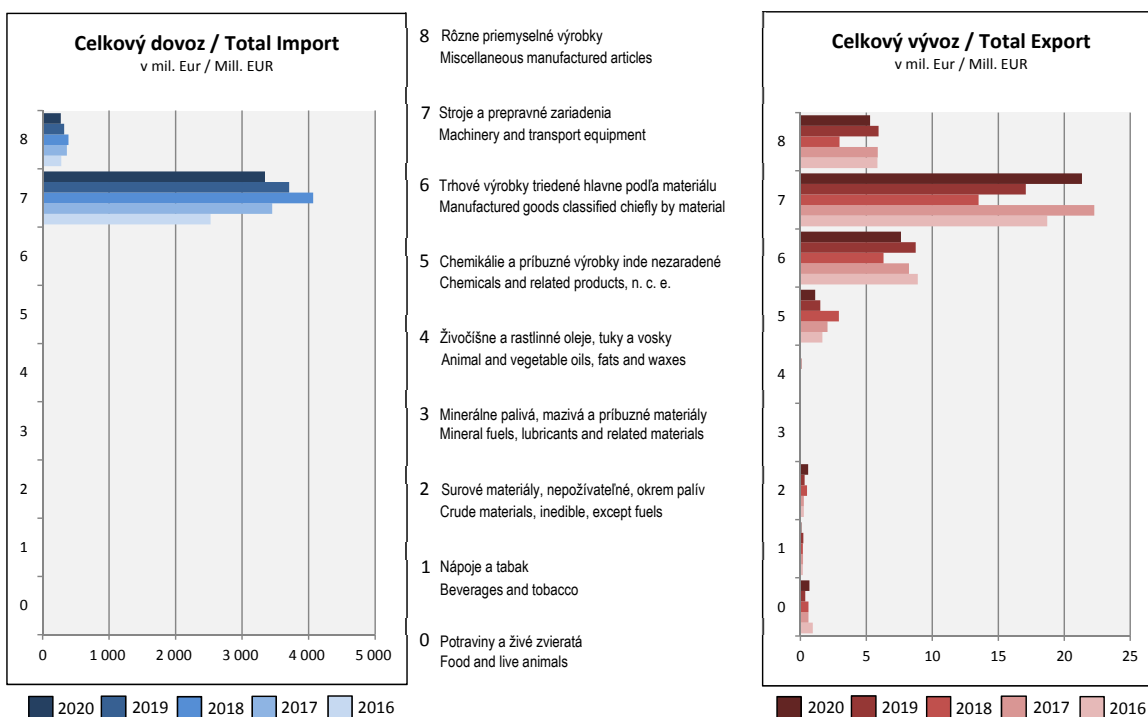 Celkový dovoz / Total Import
v mil. Eur / Mill. EUR
8
7
6
5
4
3
2
1
0
0 1 000 2 000 3 000 4 000 5 000
2020 2019 2018 2017 2016
8 Rôzne priemyselné výrobky
Miscellaneous manufactured articles
7 Stroje a prepravné zariadenia
Machinery and transport equipment
6 Trhové výrobky triedené hlavne podľa materiálu
Manufactured goods classified chiefly by material
5 Chemikálie a príbuzné výrobky inde nezaradené
Chemicals and related products, n. c. e.
4 Živočíšne a rastlinné oleje, tuky a vosky
Animal and vegetable oils, fats and waxes
3 Minerálne palivá, mazivá a príbuzné materiály
Mineral fuels, lubricants and related materials
2 Surové materiály, nepožívateľné, okrem palív
Crude materials, inedible, except fuels
1 Nápoje a tabak
Beverages and tobacco
0 Potraviny a živé zvieratá
Food and live animals
Celkový vývoz / Total Export
v mil. Eur / Mill. EUR
8
7
6
5
4
3
2
1
0
0 5 10 15 20 25
2020 2019 2018 2017 2016